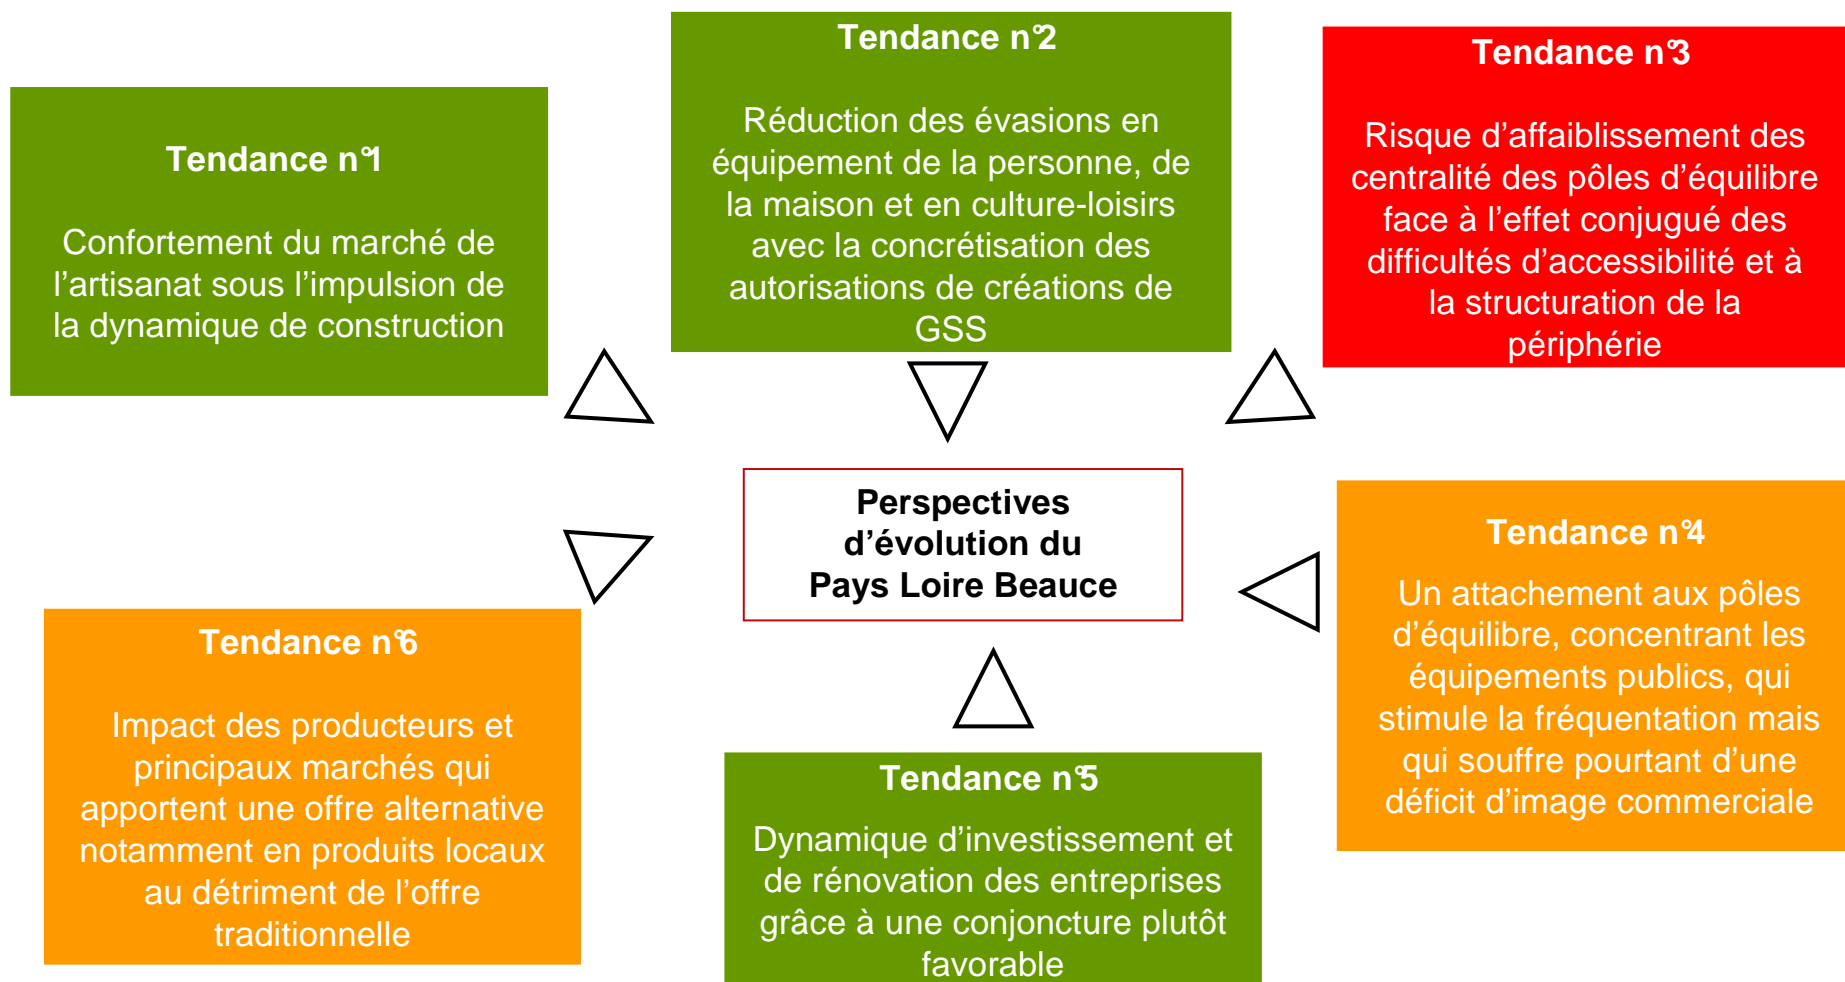 Tendance n°1
Confortement du marché de
l’artisanat sous l’impulsion de
la dynamique de construction
Tendance n°2
Réduction des évasions en
équipement de la personne, de
la maison et en culture-loisirs
avec la concrétisation des
autorisations de créations de
GSS
Tendance n°3
Risque d’affaiblissement des
centralité des pôles d’équilibre
face à l’effet conjugué des
difficultés d’accessibilité et à
la structuration de la
périphérie
Perspectives
d’évolution du
Pays Loire Beauce
Tendance n°4
Un attachement aux pôles
d’équilibre, concentrant les
équipements publics, qui
stimule la fréquentation mais
qui souffre pourtant d’une
déficit d’image commerciale
Tendance n°6
Impact des producteurs et
principaux marchés qui
apportent une offre alternative
notamment en produits locaux
au détriment de l’offre
traditionnelle
Tendance n°5
Dynamique d’investissement et
de rénovation des entreprises
grâce à une conjoncture plutôt
favorable